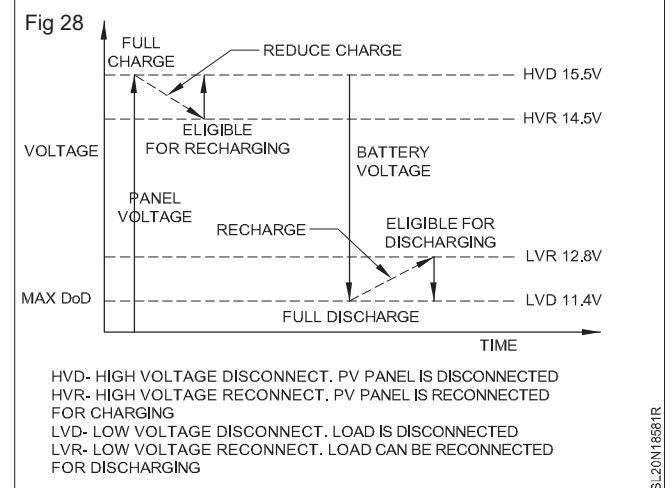 Fig 28
FULL
CHARGE
REDUCE CHARGE
HVD 15.5V
HVR 14.5V
ELIGIBLE
FOR RECHARGING
VOLTAGE
BATTERY
VOLTAGE
PANEL
VOLTAGE
RECHARGE
ELIGIBLE FOR
DISCHARGING
LVR 12.8V
MAX DoD
LVD 11.4V
FULL DISCHARGE
TIME
HVD- HIGH VOLTAGE DISCONNECT. PV PANEL IS DISCONNECTED
HVR- HIGH VOLTAGE RECONNECT. PV PANEL IS RECONNECTED
FOR CHARGING
LVD- LOW VOLTAGE DISCONNECT. LOAD IS DISCONNECTED
LVR- LOW VOLTAGE RECONNECT. LOAD CAN BE RECONNECTED
FOR DISCHARGING
SL20N18581R